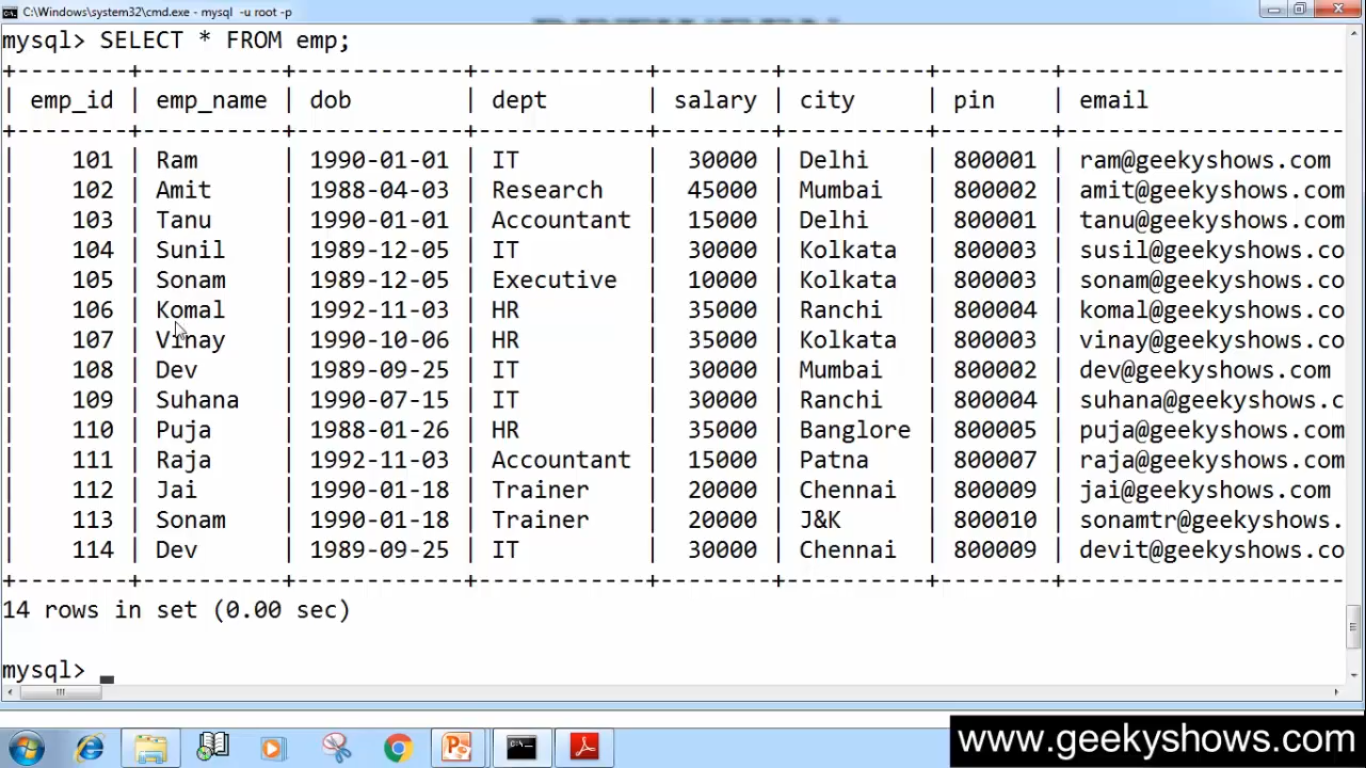 C:\Windows\system32\cmd.exe - mysql -u root -p
mysql> SELECT * FROM emp;
+--------+----------+-------------+------------+--------+----------+--------+--------------------
| emp_id | emp_name | dob | dept | salary | city | pin | email
+--------+----------+-------------+------------+--------+----------+--------+--------------------
| 101 | Ram | 1990-01-01 | IT | 30000 | Delhi | 800001 | ram@geekyshows.com
| 102 | Amit | 1988-04-03 | Research | 45000 | Mumbai | 800002 | amit@geekyshows.com
| 103 | Tanu | 1990-01-01 | Accountant | 15000 | Delhi | 800001 | tanu@geekyshows.com
| 104 | Sunil | 1989-12-05 | IT | 30000 | Kolkata | 800003 | susil@geekyshows.co
| 105 | Sonam | 1989-12-05 | Executive | 10000 | Kolkata | 800003 | sonam@geekyshows.co
| 106 | Komal | 1992-11-03 | HR | 35000 | Ranchi | 800004 | komal@geekyshows.co
| 107 | Vinay | 1990-10-06 | HR | 35000 | Kolkata | 800003 | vinay@geekyshows.co
| 108 | Dev | 1989-09-25 | IT | 30000 | Mumbai | 800002 | dev@geekyshows.com
| 109 | Suhana | 1990-07-15 | IT | 30000 | Ranchi | 800004 | suhana@geekyshows.c
| 110 | Puja | 1988-01-26 | HR | 35000 | Banglore | 800005 | puja@geekyshows.com
| 111 | Raja | 1992-11-03 | Accountant | 15000 | Patna | 800007 | raja@geekyshows.com
| 112 | Jai | 1990-01-18 | Trainer | 20000 | Chennai | 800009 | jai@geekyshows.com
| 113 | Sonam | 1990-01-18 | Trainer | 20000 | J&K | 800010 | sonamtr@geekyshows.
| 114 | Dev | 1989-09-25 | IT | 30000 | Chennai | 800009 | devit@geekyshows.co
+--------+----------+-------------+------------+--------+----------+--------+--------------------
14 rows in set (0.00 sec)
mysql> _
www.geekyshows.com